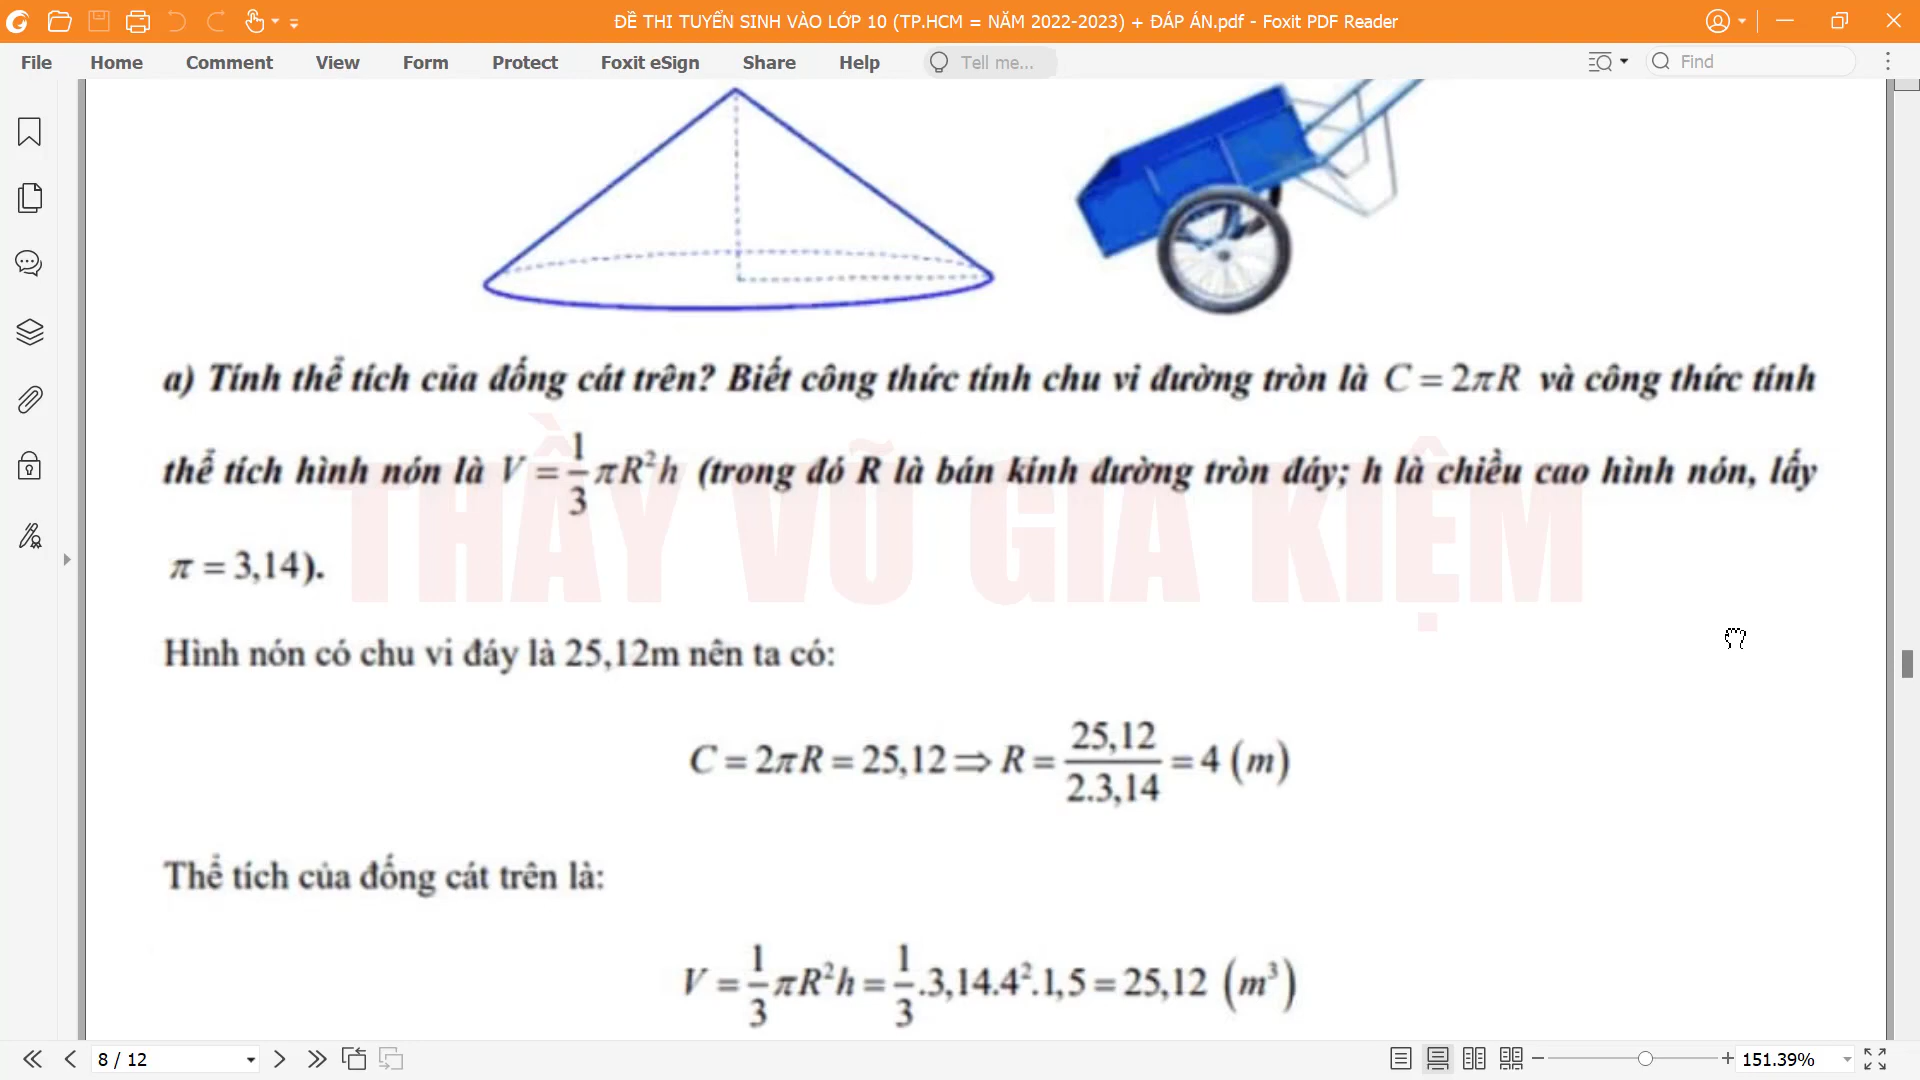 ĐỀ THI TUYỂN SINH VÀO LỚP 10 (TP.HCM = NĂM 2022-2023) + ĐÁP ÁN.pdf - Foxit PDF Reader
File Home Comment View Form Protect Foxit eSign Share Help Tell me... Find
a) Tính thể tích của đống cát trên? Biết công thức tính chu vi đường tròn là C = 2πR và công thức tính
thể tích hình nón là V = 1/3 πR²h (trong đó R là bán kính đường tròn đáy; h là chiều cao hình nón, lấy
π = 3,14).
THẦY VÕ GIA KIỆM
Hình nón có chu vi đáy là 25,12m nên ta có:
C = 2πR = 25,12 ⇒ R = 25,12/2.3,14 = 4 (m)
Thể tích của đống cát trên là:
V = 1/3 πR²h = 1/3 .3,14.4².1,5 = 25,12 (m³)
8 / 12 151.39%